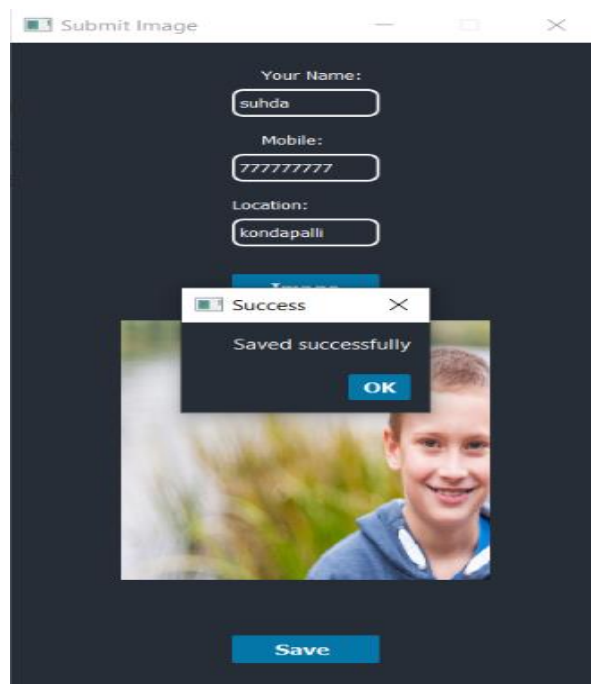 Submit Image
Your Name:
suhda
Mobile:
777777777
Location:
kondapalli
Success
Saved successfully
OK
Save